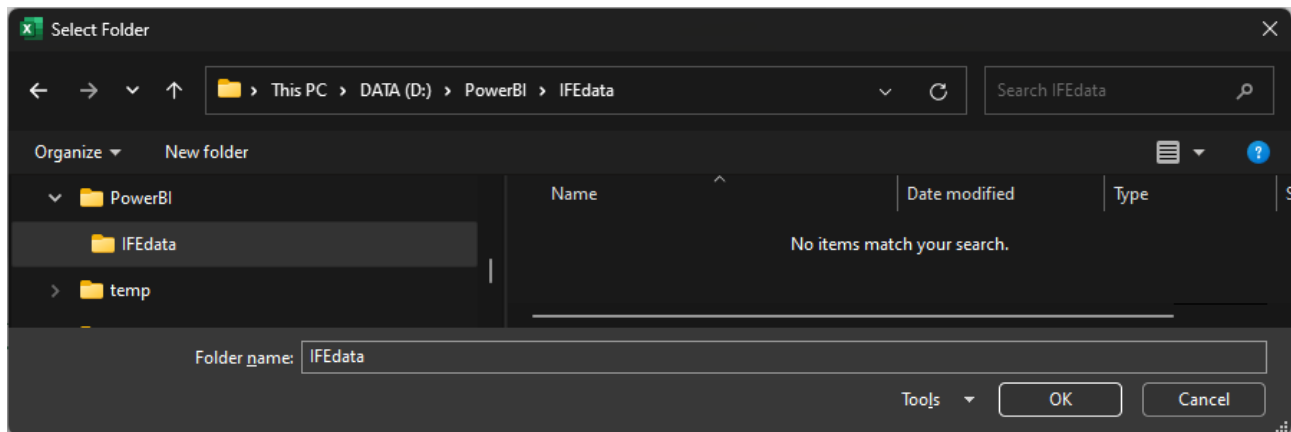 Select Folder
This PC > DATA (D:) > PowerBI > IFEdata
Search IFEdata
Organize
New folder
?
PowerBI
IFEdata
temp
Name
Date modified
Type
S
No items match your search.
Folder name: IFEdata
Tools
OK
Cancel